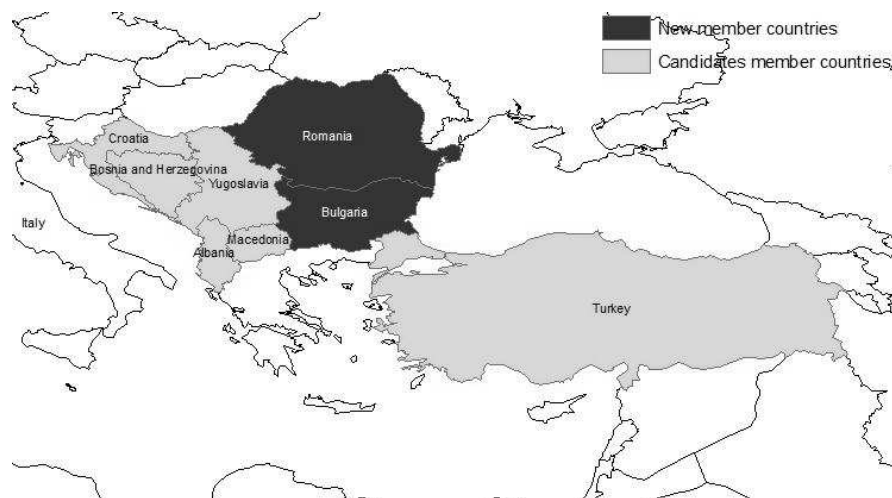 New member countries
Candidates member countries
Croatia
Romania
Bosnia and Herzegovina
Yugoslavia
Bulgaria
Italy
Macedonia
Albania
Turkey